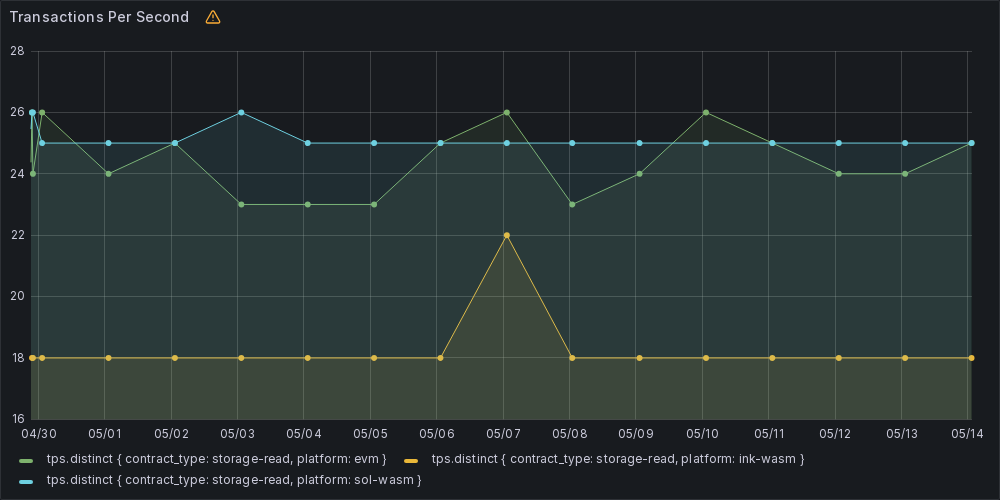 Transactions Per Second
28
26
24
22
20
18
16
04/30 05/01 05/02 05/03 05/04 05/05 05/06 05/07 05/08 05/09 05/10 05/11 05/12 05/13 05/14
tps.distinct { contract_type: storage-read, platform: evm } tps.distinct { contract_type: storage-read, platform: ink-wasm }
tps.distinct { contract_type: storage-read, platform: sol-wasm }